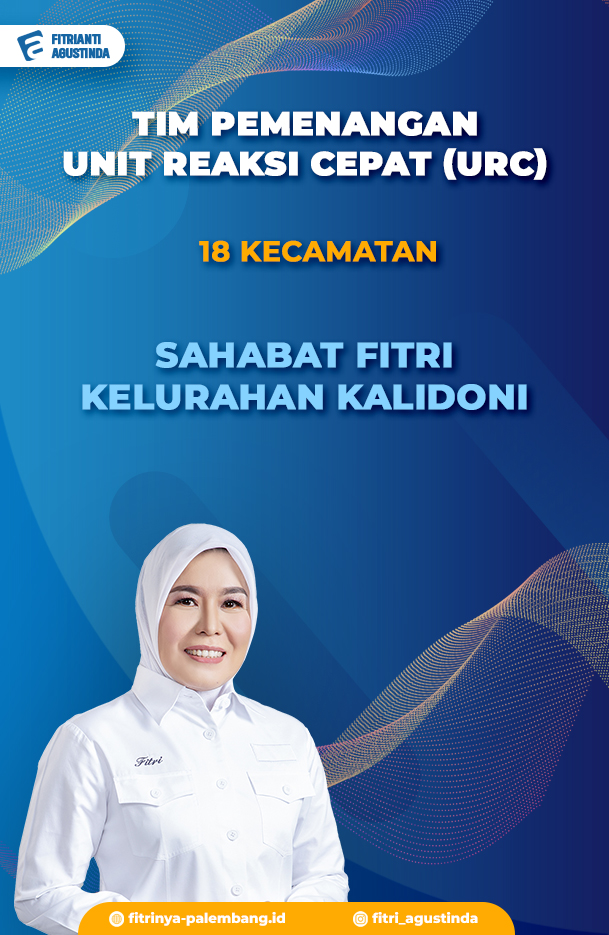 FITRIANTI
AGUSTINDA
TIM PEMENANGAN
UNIT REAKSI CEPAT (URC)
18 KECAMATAN
SAHABAT FITRI
KELURAHAN KALIDONI
Fitri
fitrinya-palembang.id
fitri_agustinda